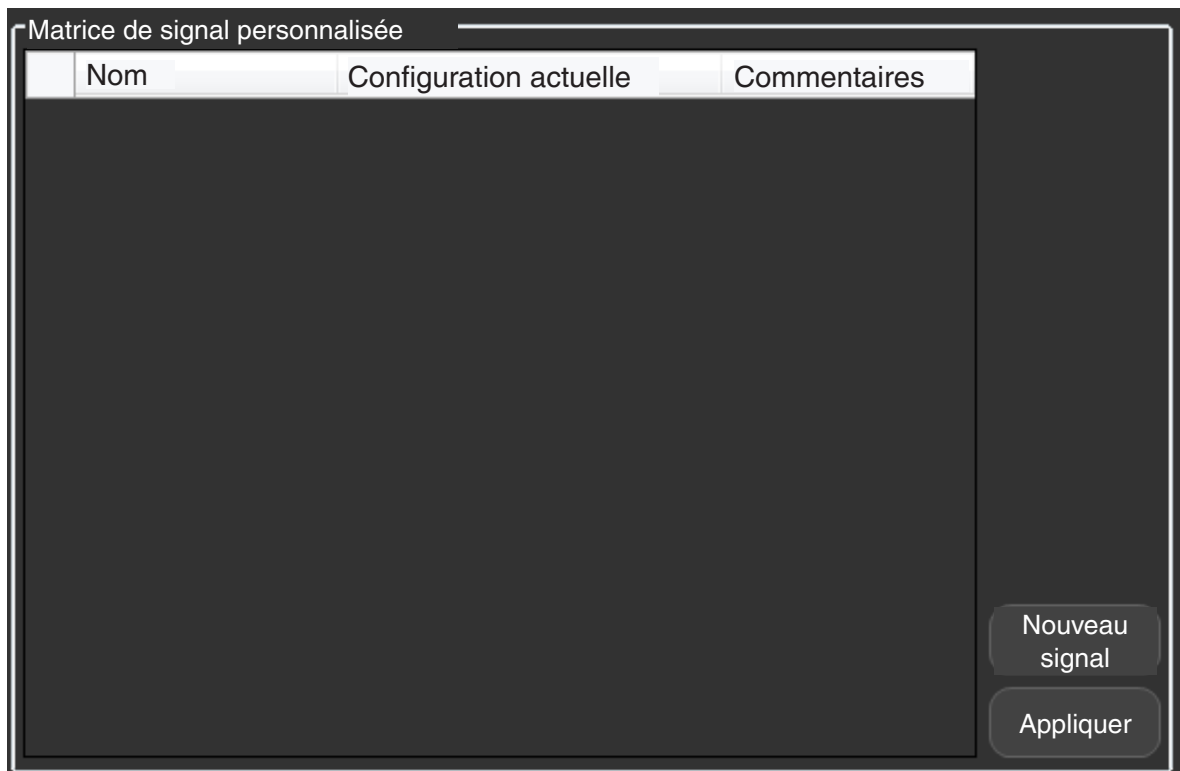 Matrice de signal personnalisée
Nom Configuration actuelle Commentaires
Nouveau
signal
Appliquer